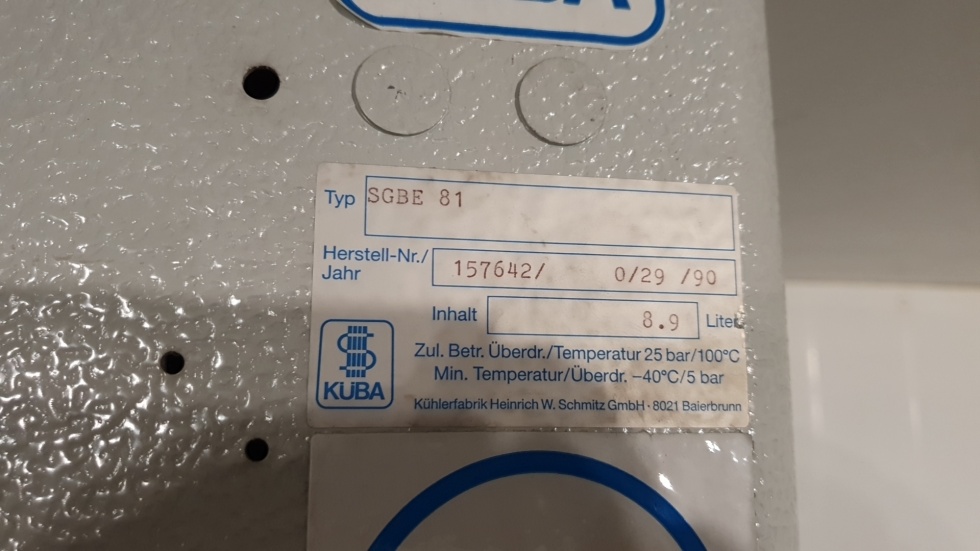 Typ SGBE 81
Herstell-Nr./
Jahr 157642/ 0/29 /90
Inhalt 8.9 Liter
Zul. Betr. Überdr./Temperatur 25 bar/100°C
Min. Temperatur/Überdr. –40°C/5 bar
KÜBA
Kühlerfabrik Heinrich W. Schmitz GmbH · 8021 Baierbrunn